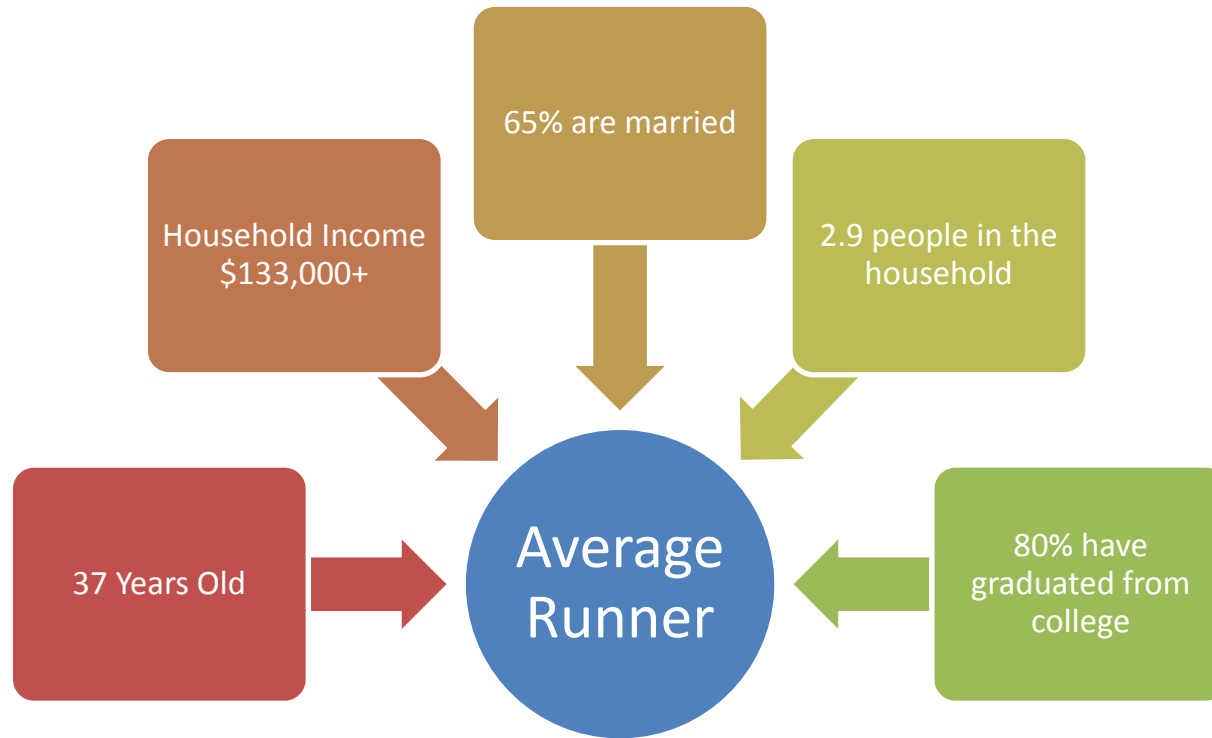 65% are married
Household Income
$133,000+
2.9 people in the
household
37 Years Old
Average
Runner
80% have
graduated from
college